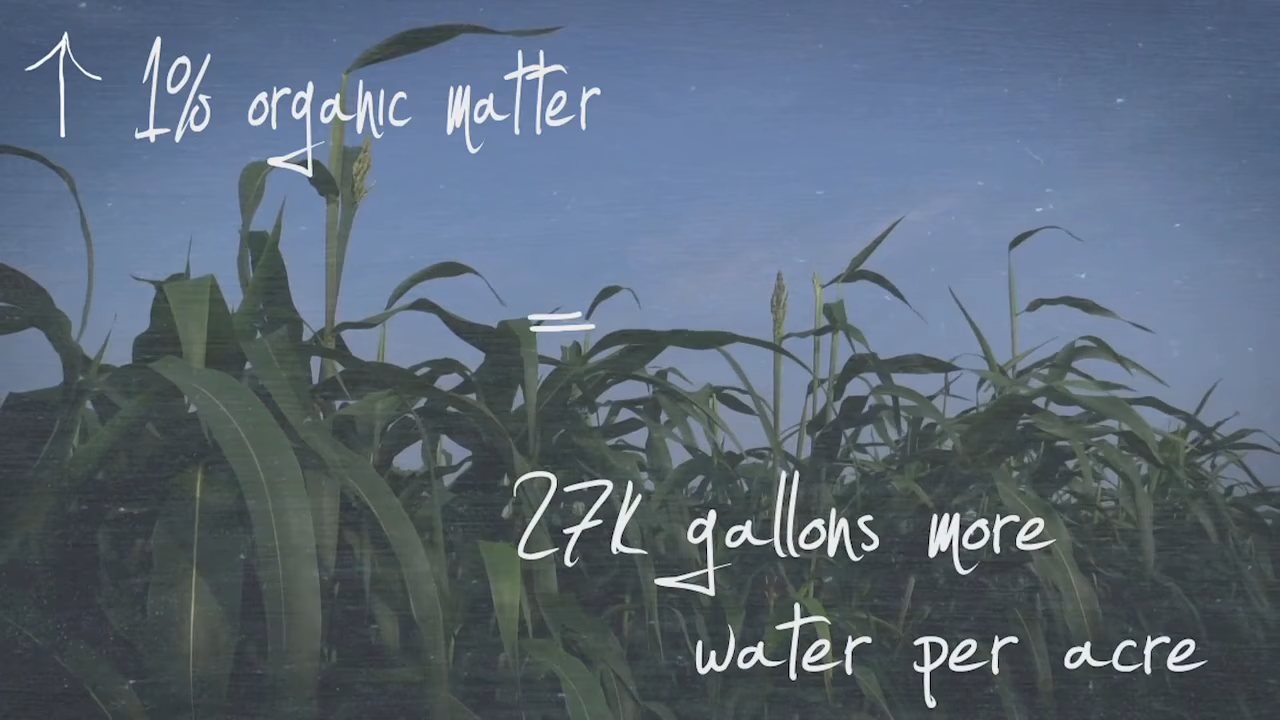 ↑ 1% organic matter
=
27k gallons more
water per acre